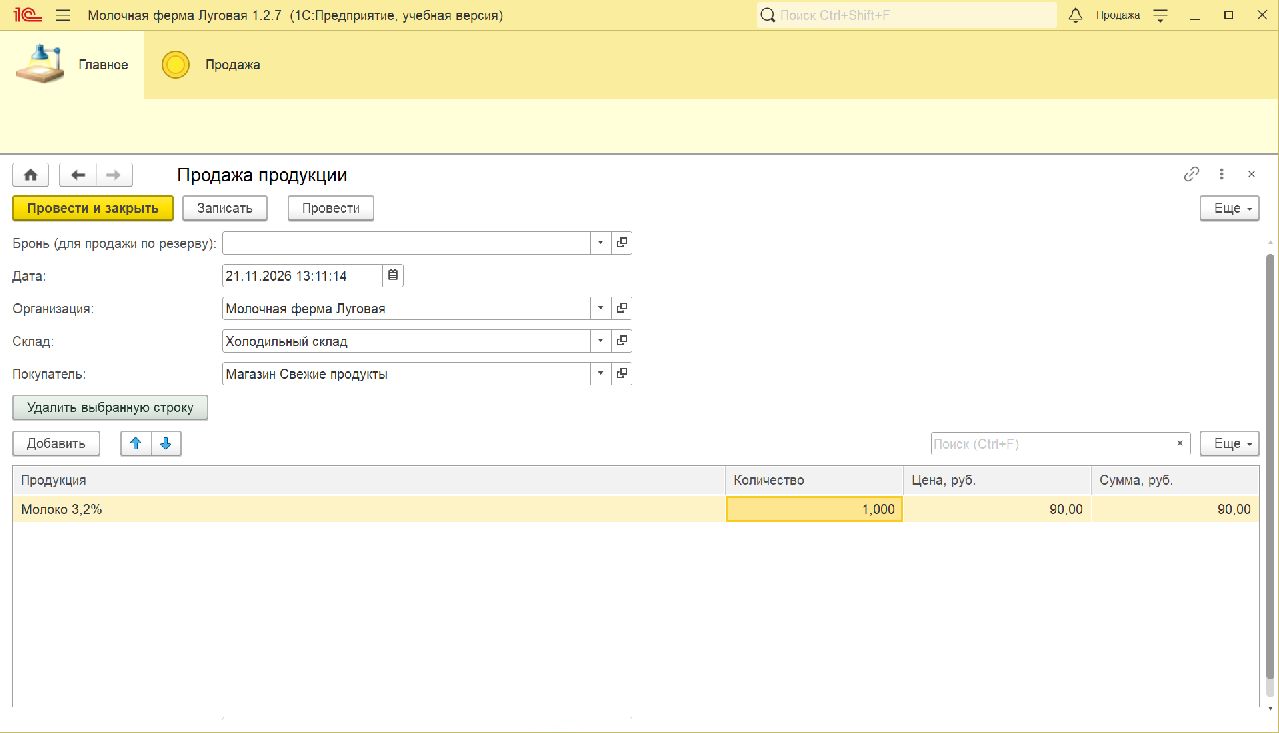 1С Молочная ферма Луговая 1.2.7 (1С:Предприятие, учебная версия) Поиск Ctrl+Shift+F Продажа
Главное Продажа
Продажа продукции
Провести и закрыть Записать Провести Еще
Бронь (для продажи по резерву):
Дата: 21.11.2026 13:11:14
Организация: Молочная ферма Луговая
Склад: Холодильный склад
Покупатель: Магазин Свежие продукты
Удалить выбранную строку
Добавить Поиск (Ctrl+F) Еще
Продукция Количество Цена, руб. Сумма, руб.
Молоко 3,2% 1,000 90,00 90,00